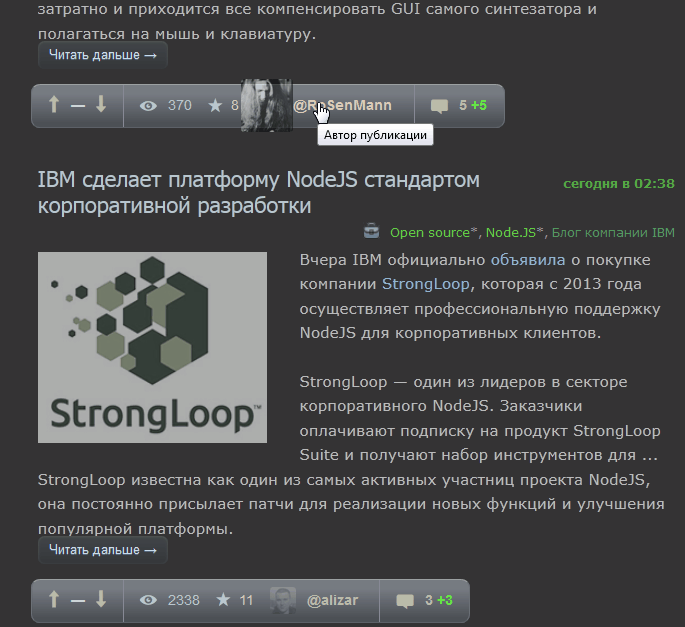 затратно и приходится все компенсировать GUI самого синтезатора и
полагаться на мышь и клавиатуру.
Читать дальше →
— 370 8 @RoSenMann 5 +5
Автор публикации
IBM сделает платформу NodeJS стандартом
корпоративной разработки
сегодня в 02:38
Open source*, Node.JS*, Блог компании IBM
Вчера IBM официально объявила о покупке
компании StrongLoop, которая с 2013 года
осуществляет профессиональную поддержку
NodeJS для корпоративных клиентов.
StrongLoop™
StrongLoop — один из лидеров в секторе
корпоративного NodeJS. Заказчики
оплачивают подписку на продукт StrongLoop
Suite и получают набор инструментов для ...
StrongLoop известна как один из самых активных участниц проекта NodeJS,
она постоянно присылает патчи для реализации новых функций и улучшения
популярной платформы.
Читать дальше →
— 2338 11 @alizar 3 +3